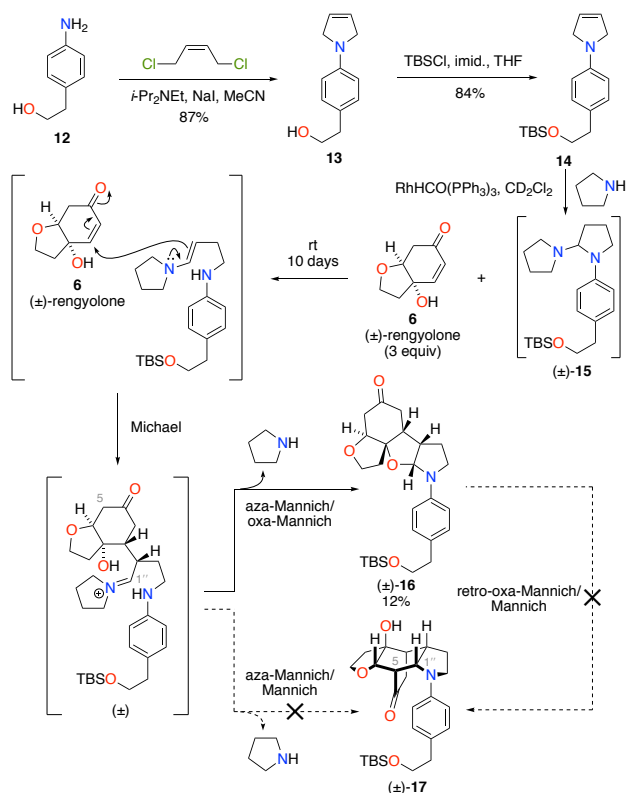 NH2
Cl Cl
HO
12
i-Pr2NEt, NaI, MeCN
87%
N
HO
13
TBSCl, imid., THF
84%
N
TBSO
14
RhHCO(PPh3)3, CD2Cl2
NH
O
H
O
OH
6
(±)-rengyolone
N
HN
TBSO
rt
10 days
O
H
O
OH
6
(±)-rengyolone
(3 equiv)
+
N
N
TBSO
(±)-15
Michael
5
O
H
O
H
OH
H
N
+
1′′
HN
TBSO
(±)
NH
aza-Mannich/
oxa-Mannich
O
H
H
H
O
O
H
N
TBSO
(±)-16
12%
retro-oxa-Mannich/
Mannich
aza-Mannich/
Mannich
NH
OH
H
H
5
H
1′′
O
N
O
TBSO
(±)-17